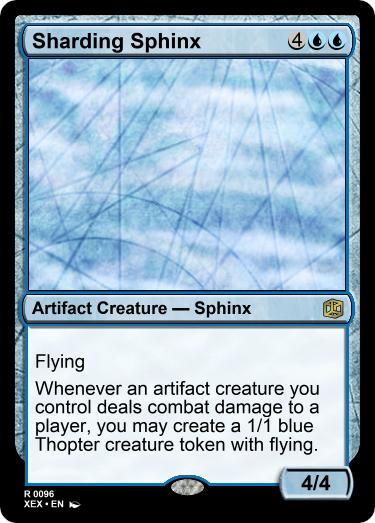 Sharding Sphinx 4
Artifact Creature — Sphinx
Flying
Whenever an artifact creature you
control deals combat damage to a
player, you may create a 1/1 blue
Thopter creature token with flying.
4/4
R 0096
XEX • EN